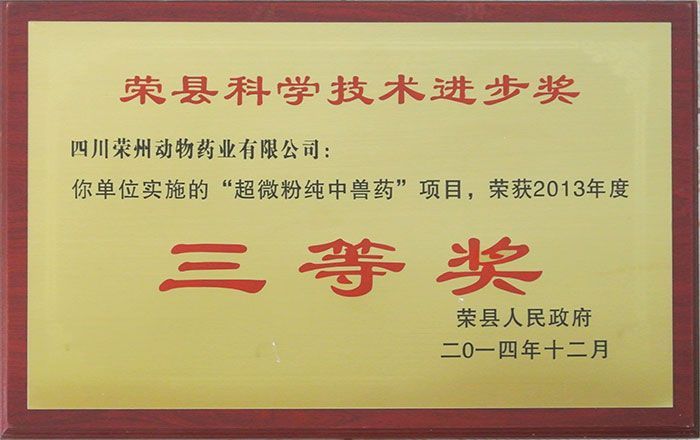 荣县科学技术进步奖
四川荣州动物药业有限公司：
你单位实施的“超微粉纯中兽药”项目，荣获2013年度
三等奖
荣县人民政府
二0一四年十二月